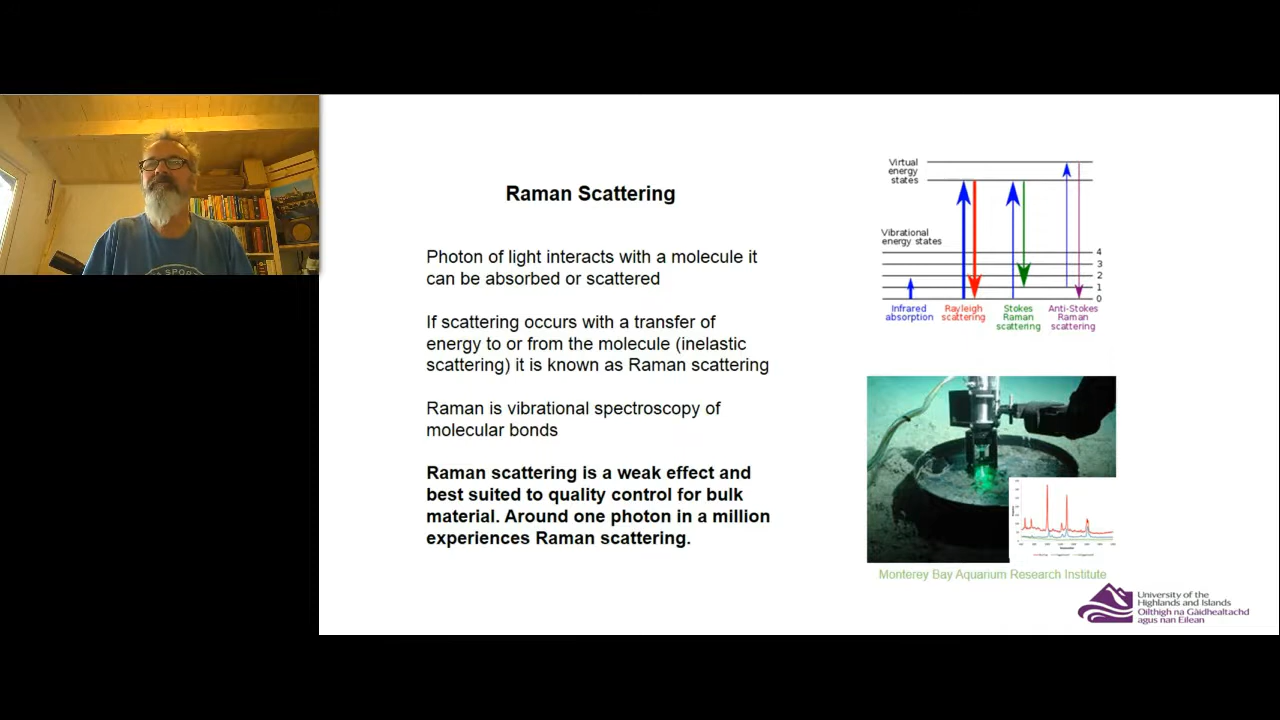 Raman Scattering
Photon of light interacts with a molecule it
can be absorbed or scattered
If scattering occurs with a transfer of
energy to or from the molecule (inelastic
scattering) it is known as Raman scattering
Raman is vibrational spectroscopy of
molecular bonds
Raman scattering is a weak effect and
best suited to quality control for bulk
material. Around one photon in a million
experiences Raman scattering.
Virtual
energy
states
Vibrational
energy states
4
3
2
1
0
Infrared
absorption
Rayleigh
scattering
Stokes
Raman
scattering
Anti-Stokes
Raman
scattering
Monterey Bay Aquarium Research Institute
University of the
Highlands and Islands
Oilthigh na Gàidhealtachd
agus nan Eilean